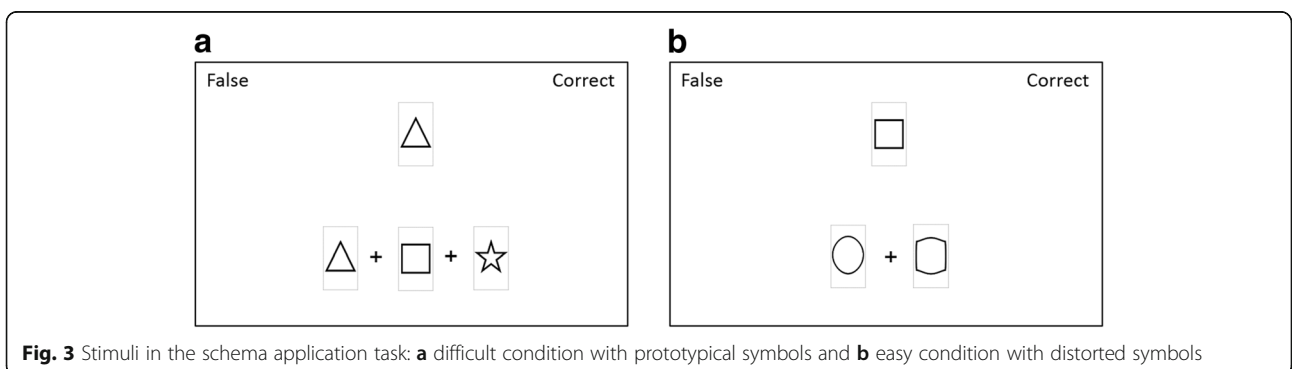 a
b
False Correct
False Correct
+ +
+
Fig. 3 Stimuli in the schema application task: a difficult condition with prototypical symbols and b easy condition with distorted symbols